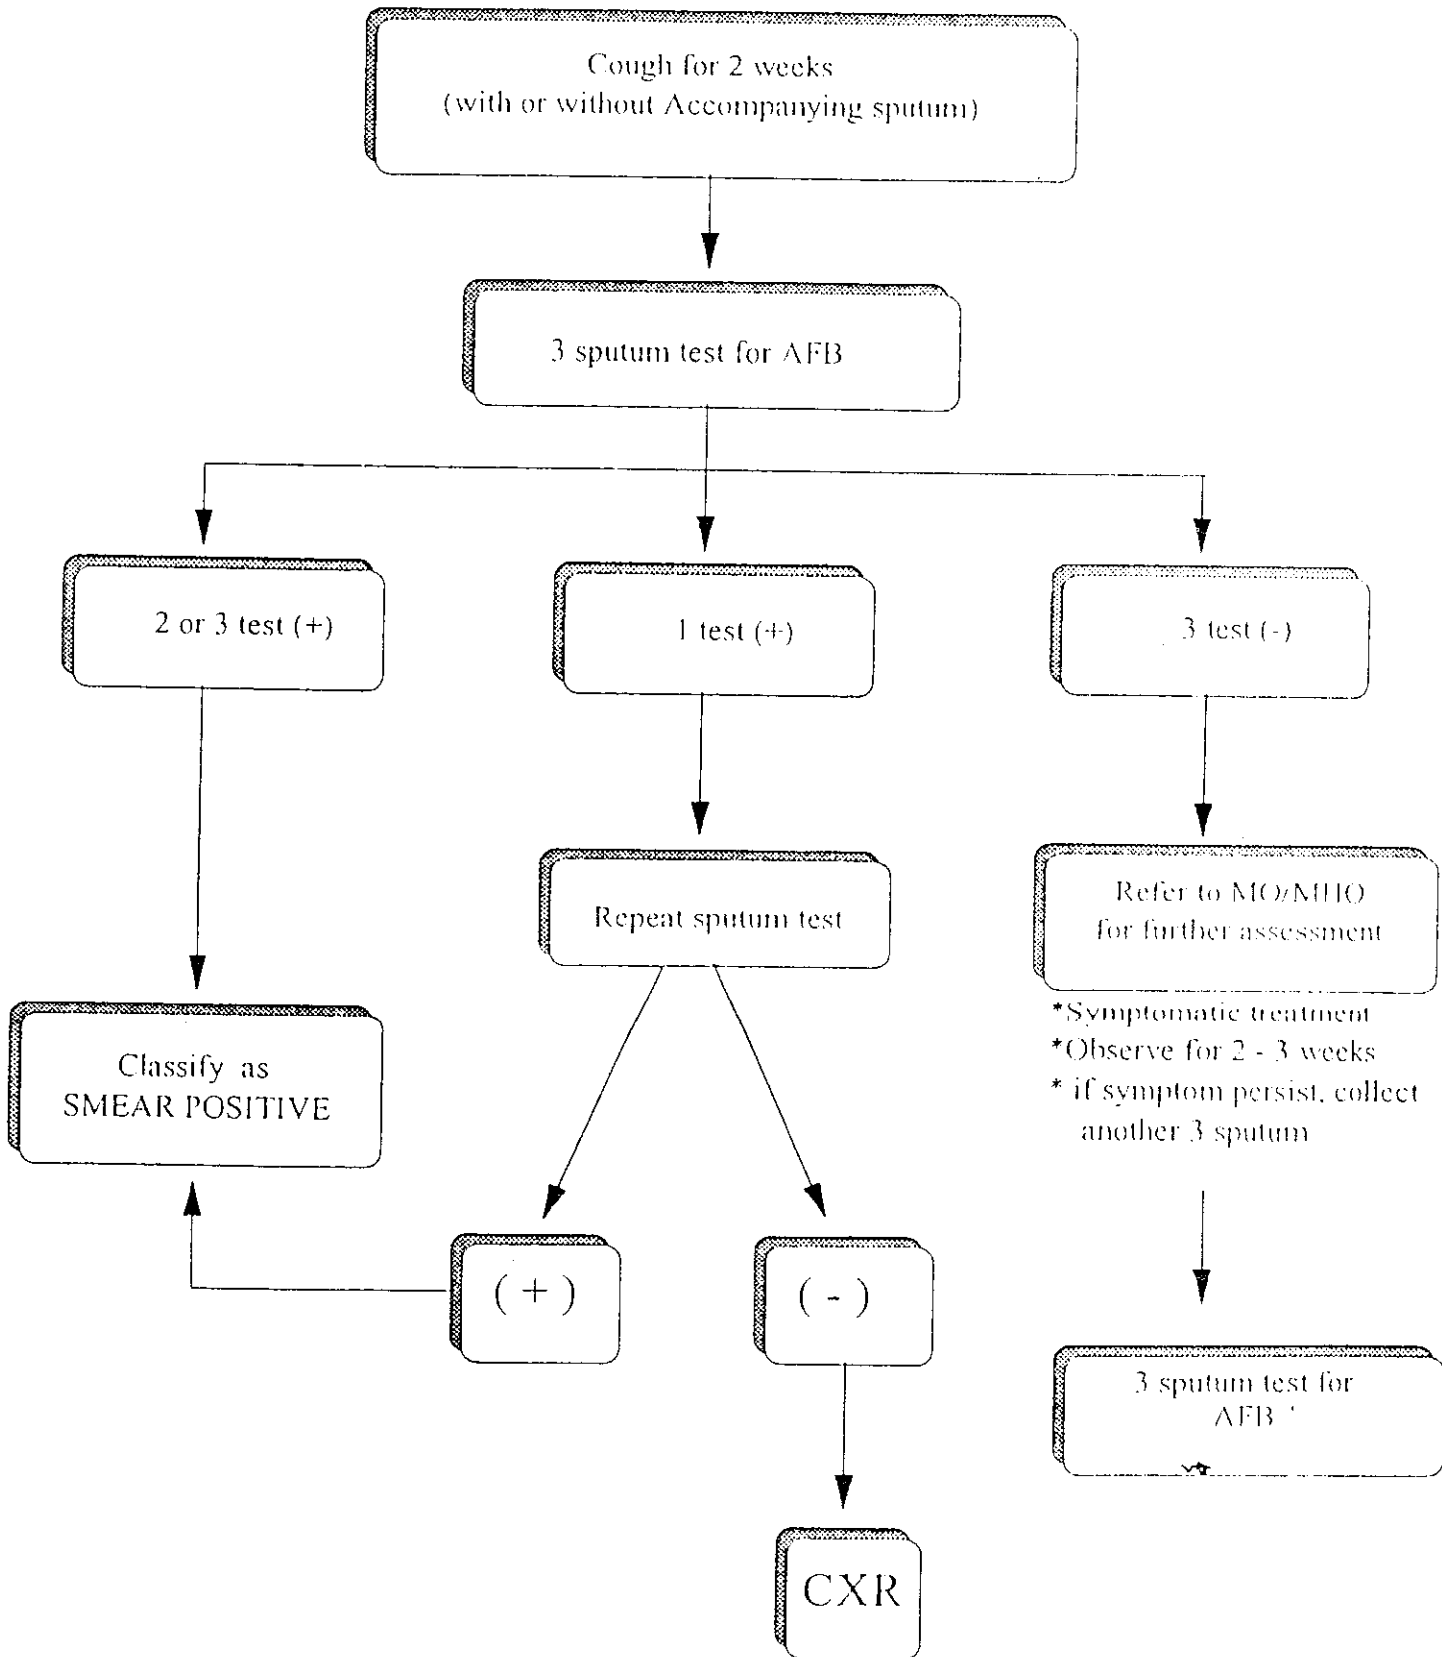 Cough for 2 weeks
(with or without Accompanying sputum)
3 sputum test for AFB
2 or 3 test (+)
1 test (+)
3 test (-)
Repeat sputum test
Refer to MO/MHO
for further assessment
*Symptomatic treatment
*Observe for 2 - 3 weeks
* if symptom persist, collect
another 3 sputum
Classify as
SMEAR POSITIVE
(+)
(-)
3 sputum test for
AFB
CXR